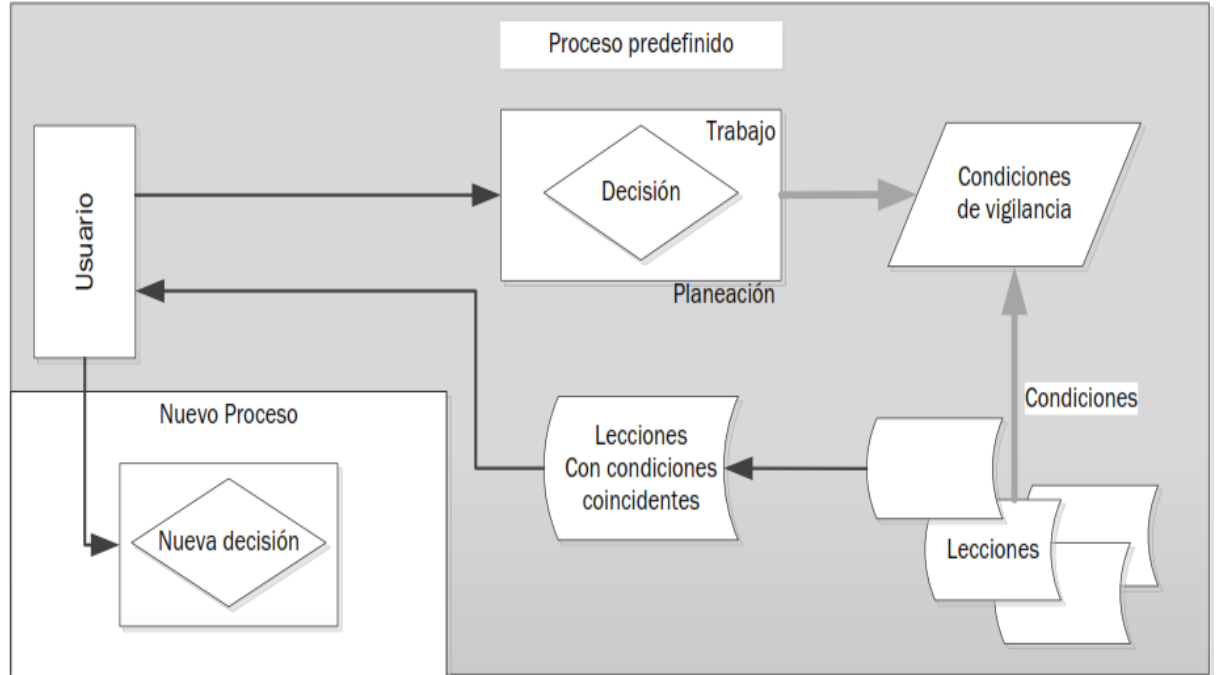 Proceso predefinido
Trabajo
Decisión
Condiciones
de vigilancia
Usuario
Planeación
Condiciones
Nuevo Proceso
Lecciones
Con condiciones
coincidentes
Nueva decisión
Lecciones